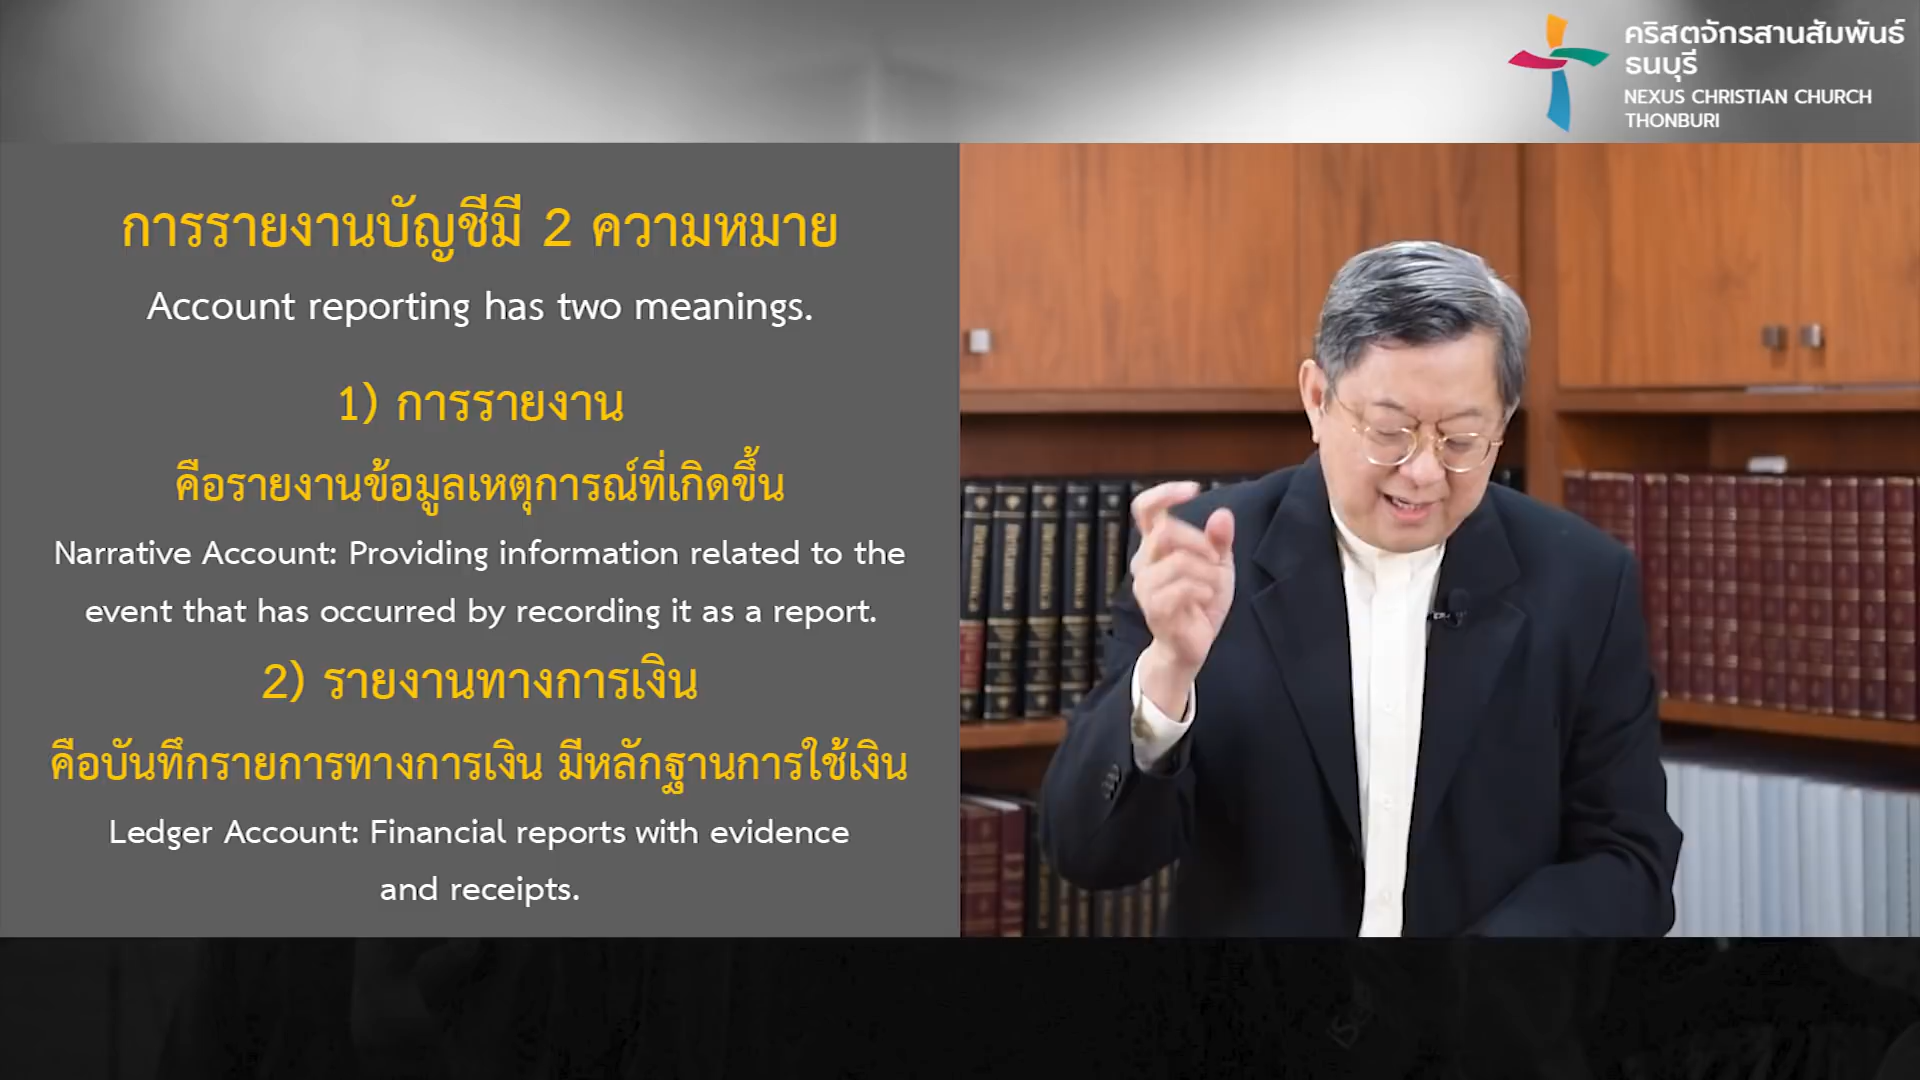 คริสตจักรสานสัมพันธ์
ธนบุรี
NEXUS CHRISTIAN CHURCH
THONBURI
การรายงานบัญชีมี 2 ความหมาย
Account reporting has two meanings.
1) การรายงาน
คือรายงานข้อมูลเหตุการณ์ที่เกิดขึ้น
Narrative Account: Providing information related to the
event that has occurred by recording it as a report.
2) รายงานทางการเงิน
คือบันทึกรายการทางการเงิน มีหลักฐานการใช้เงิน
Ledger Account: Financial reports with evidence
and receipts.